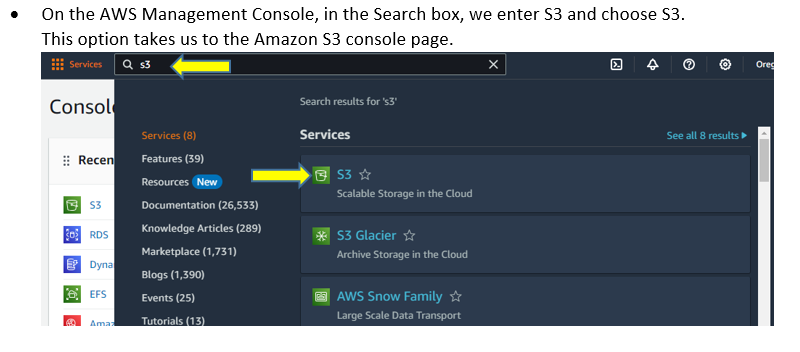 On the AWS Management Console, in the Search box, we enter S3 and choose S3.
This option takes us to the Amazon S3 console page.
Services
s3
Oreg
Consol
Recen
S3
RDS
Dyna
EFS
Amaz
Search results for 's3'
Services (8)
Features (39)
Resources New
Documentation (26,533)
Knowledge Articles (289)
Marketplace (1,731)
Blogs (1,390)
Events (25)
Tutorials (13)
Services
See all 8 results
S3
Scalable Storage in the Cloud
S3 Glacier
Archive Storage in the Cloud
AWS Snow Family
Large Scale Data Transport